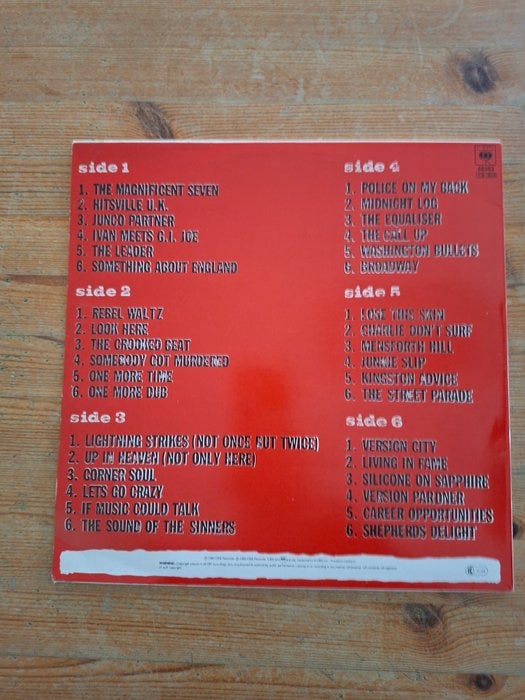 side 1
1. THE MAGNIFICENT SEVEN
2. HITSVILLE U.K.
3. JUNCO PARTNER
4. IVAN MEETS G.I. JOE
5. THE LEADER
6. SOMETHING ABOUT ENGLAND
side 2
1. REBEL WALTZ
2. LOOK HERE
3. THE CROOKED BEAT
4. SOMEBODY GOT MURDERED
5. ONE MORE TIME
6. ONE MORE DUB
side 3
1. LIGHTNING STRIKES (NOT ONCE BUT TWICE)
2. UP IN HEAVEN (NOT ONLY HERE)
3. CORNER SOUL
4. LETS GO CRAZY
5. IF MUSIC COULD TALK
6. THE SOUND OF THE SINNERS
side 4
1. POLICE ON MY BACK
2. MIDNIGHT LOG
3. THE EQUALISER
4. THE CALL UP
5. WASHINGTON BULLETS
6. BROADWAY
side 5
1. LOSE THIS SKIN
2. CHARLIE DON'T SURF
3. MENSFORTH HILL
4. JUNKIE SLIP
5. KINGSTON ADVICE
6. THE STREET PARADE
side 6
1. VERSION CITY
2. LIVING IN FAME
3. SILICONE ON SAPPHIRE
4. VERSION PARDNER
5. CAREER OPPORTUNITIES
6. SHEPHERDS DELIGHT
WARNING: